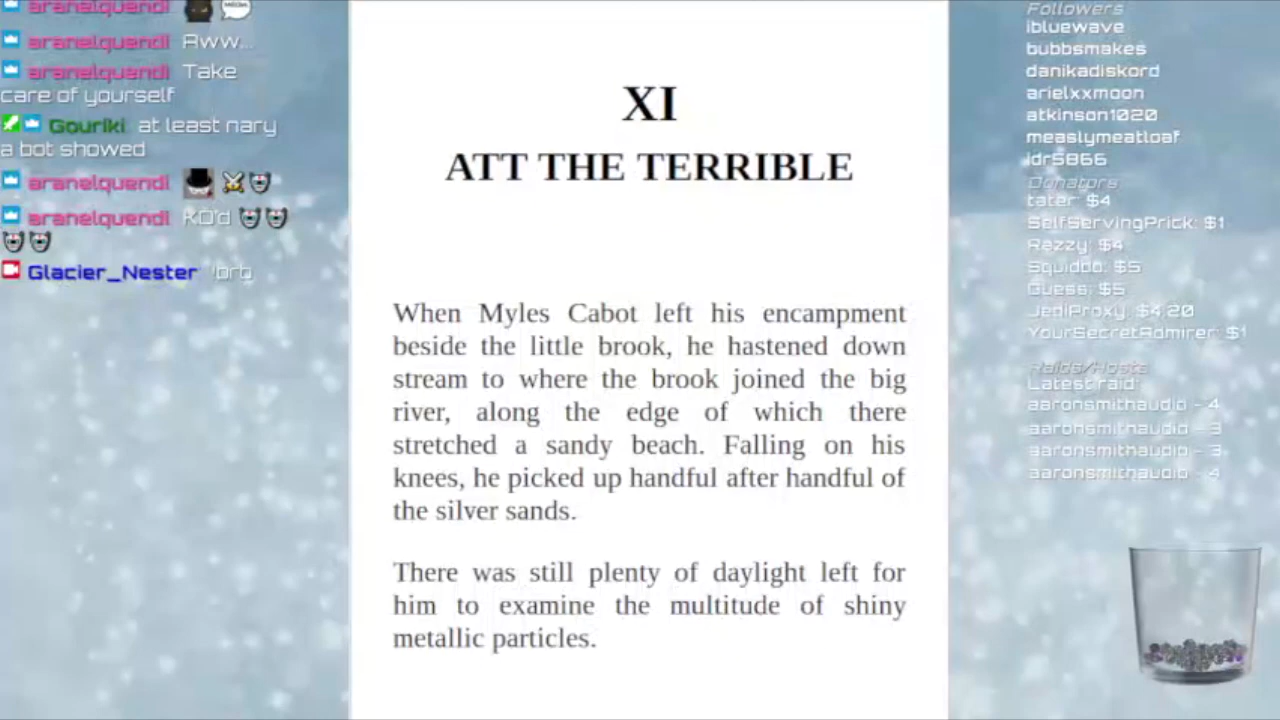 aranelquendi
aranelquendi Aww...
aranelquendi Take
care of yourself
Gouriki at least nary
a bot showed
aranelquendi
aranelquendi KO'd
Glacier_Nester !brb
XI
ATT THE TERRIBLE
When Myles Cabot left his encampment
beside the little brook, he hastened down
stream to where the brook joined the big
river, along the edge of which there
stretched a sandy beach. Falling on his
knees, he picked up handful after handful of
the silver sands.
There was still plenty of daylight left for
him to examine the multitude of shiny
metallic particles.
Followers
ibluewave
bubbsmakes
danikadiskord
arielxxmoon
atkinson1020
measlymeatloaf
idr5866
Donators
tater: $4
SelfServingPrick: $1
Rezzy: $4
Squidoo: $5
Guess: $5
JediProxy: $4.20
YourSecretAdmirer: $1
Raids/Hosts
Latest raid:
aaronsmithaudio - 4
aaronsmithaudio - 3
aaronsmithaudio - 3
aaronsmithaudio - 4